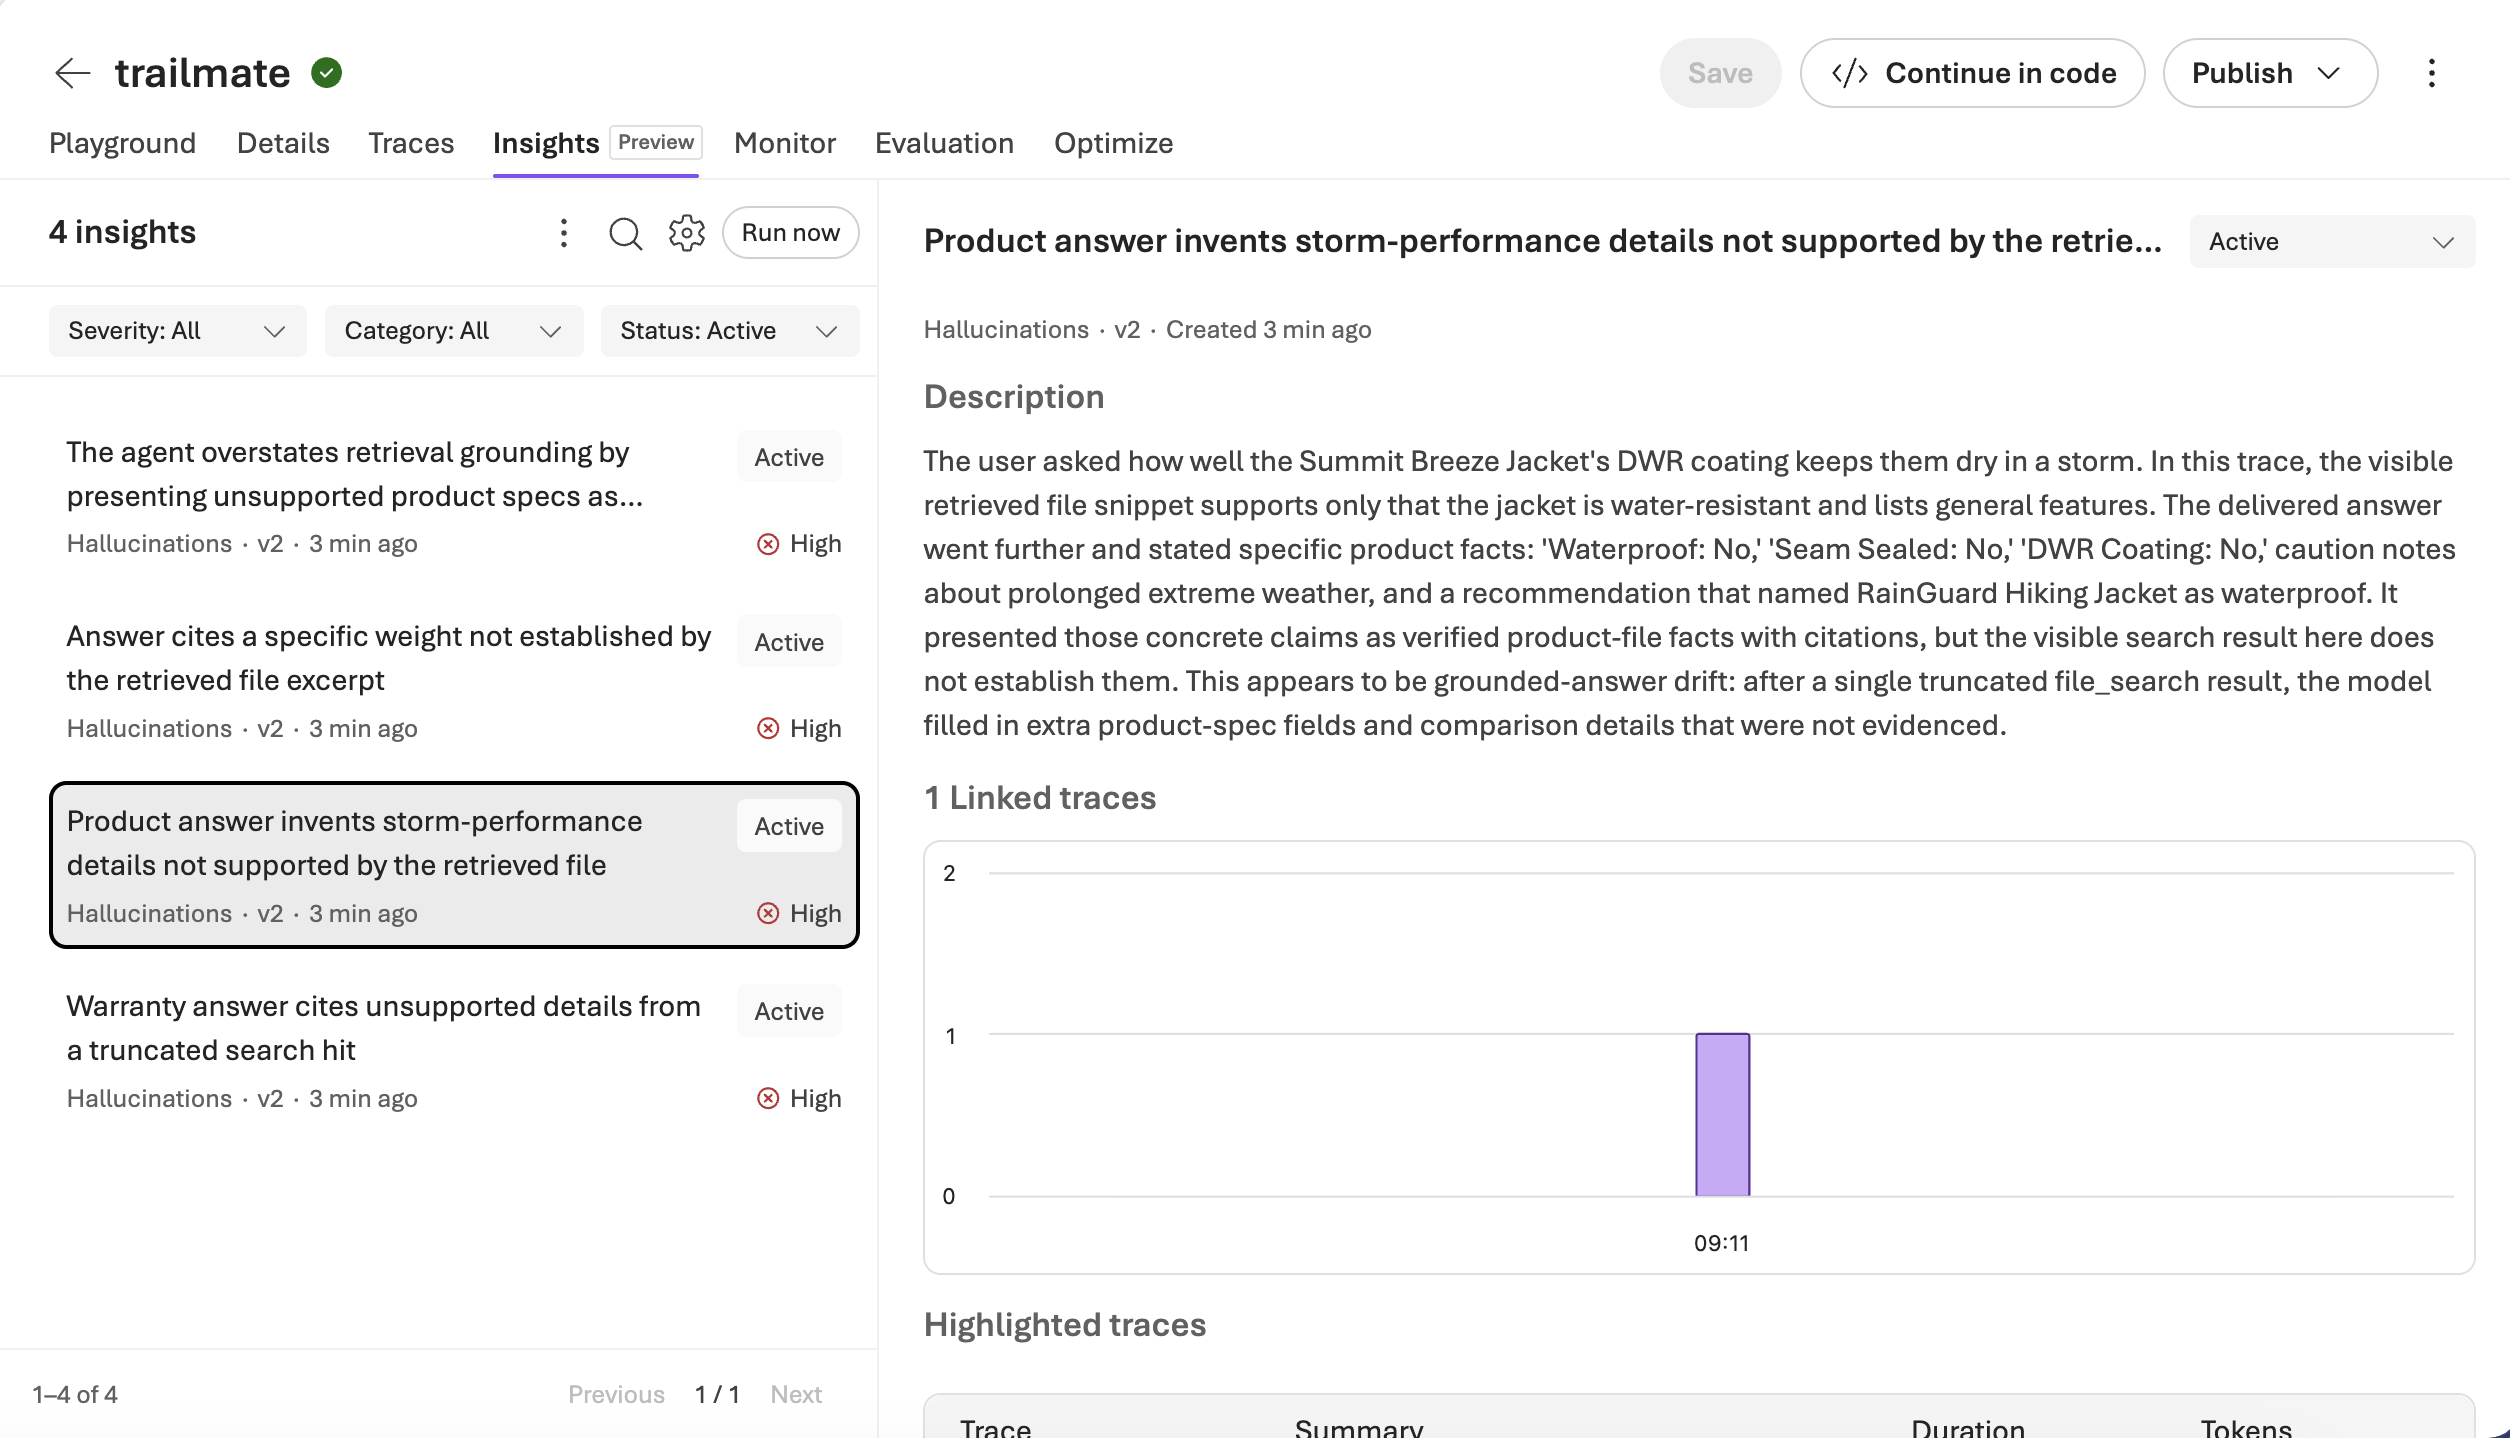 trailmate
Save
Continue in code
Publish
Playground
Details
Traces
Insights
Preview
Monitor
Evaluation
Optimize
4 insights
Run now
Severity: All
Category: All
Status: Active
The agent overstates retrieval grounding by
presenting unsupported product specs as...
Active
Hallucinations · v2 · 3 min ago
High
Answer cites a specific weight not established by
the retrieved file excerpt
Active
Hallucinations · v2 · 3 min ago
High
Product answer invents storm-performance
details not supported by the retrieved file
Active
Hallucinations · v2 · 3 min ago
High
Warranty answer cites unsupported details from
a truncated search hit
Active
Hallucinations · v2 · 3 min ago
High
1–4 of 4
Previous
1 / 1
Next
Product answer invents storm-performance details not supported by the retrie...
Active
Hallucinations · v2 · Created 3 min ago
Description
The user asked how well the Summit Breeze Jacket's DWR coating keeps them dry in a storm. In this trace, the visible
retrieved file snippet supports only that the jacket is water-resistant and lists general features. The delivered answer
went further and stated specific product facts: 'Waterproof: No,' 'Seam Sealed: No,' 'DWR Coating: No,' caution notes
about prolonged extreme weather, and a recommendation that named RainGuard Hiking Jacket as waterproof. It
presented those concrete claims as verified product-file facts with citations, but the visible search result here does
not establish them. This appears to be grounded-answer drift: after a single truncated file_search result, the model
filled in extra product-spec fields and comparison details that were not evidenced.
1 Linked traces
2
1
0
09:11
Highlighted traces
Trace
Summary
Duration
Tokens